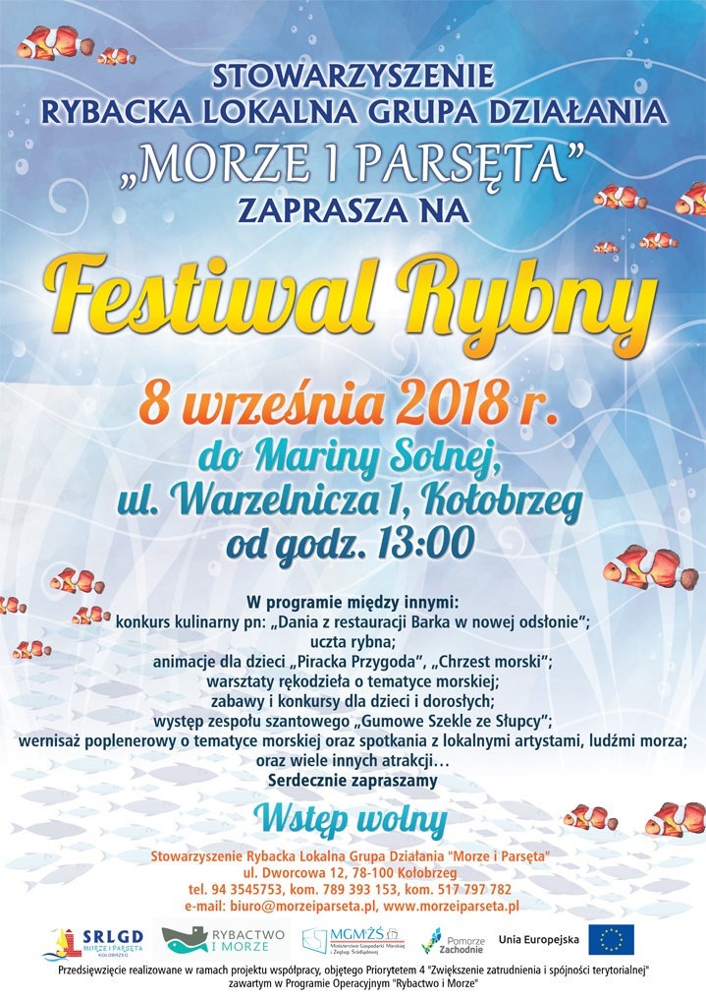 STOWARZYSZENIE
RYBACKA LOKALNA GRUPA DZIAŁANIA
„MORZE I PARSĘTA”
ZAPRASZA NA
Festiwal Rybny
8 września 2018 r.
do Mariny Solnej,
ul. Warzelnicza 1, Kołobrzeg
od godz. 13:00
W programie między innymi:
konkurs kulinarny pn: „Dania z restauracji Barka w nowej odsłonie”;
uczta rybna;
animacje dla dzieci „Piracka Przygoda”, „Chrzest morski”;
warsztaty rękodzieła o tematyce morskiej;
zabawy i konkursy dla dzieci i dorosłych;
występ zespołu szantowego „Gumowe Szekle ze Słupcy”;
wernisaż poplenerowy o tematyce morskiej oraz spotkania z lokalnymi artystami, ludźmi morza;
oraz wiele innych atrakcji...
Serdecznie zapraszamy
Wstęp wolny
Stowarzyszenie Rybacka Lokalna Grupa Działania "Morze i Parsęta"
ul. Dworcowa 12, 78-100 Kołobrzeg
tel. 94 3545753, kom. 789 393 153, kom. 517 797 782
e-mail: biuro@morzeiparseta.pl, www.morzeiparseta.pl
SRLGD
MORZE I PARSĘTA
KOŁOBRZEG
RYBACTWO
I MORZE
MGMiŻŚ
Ministerstwo Gospodarki Morskiej
i Żeglugi Śródlądowej
Pomorze
Zachodnie
Unia Europejska
Przedsięwzięcie realizowane w ramach projektu współpracy, objętego Priorytetem 4 "Zwiększenie zatrudnienia i spójności terytorialnej"
zawartym w Programie Operacyjnym "Rybactwo i Morze"